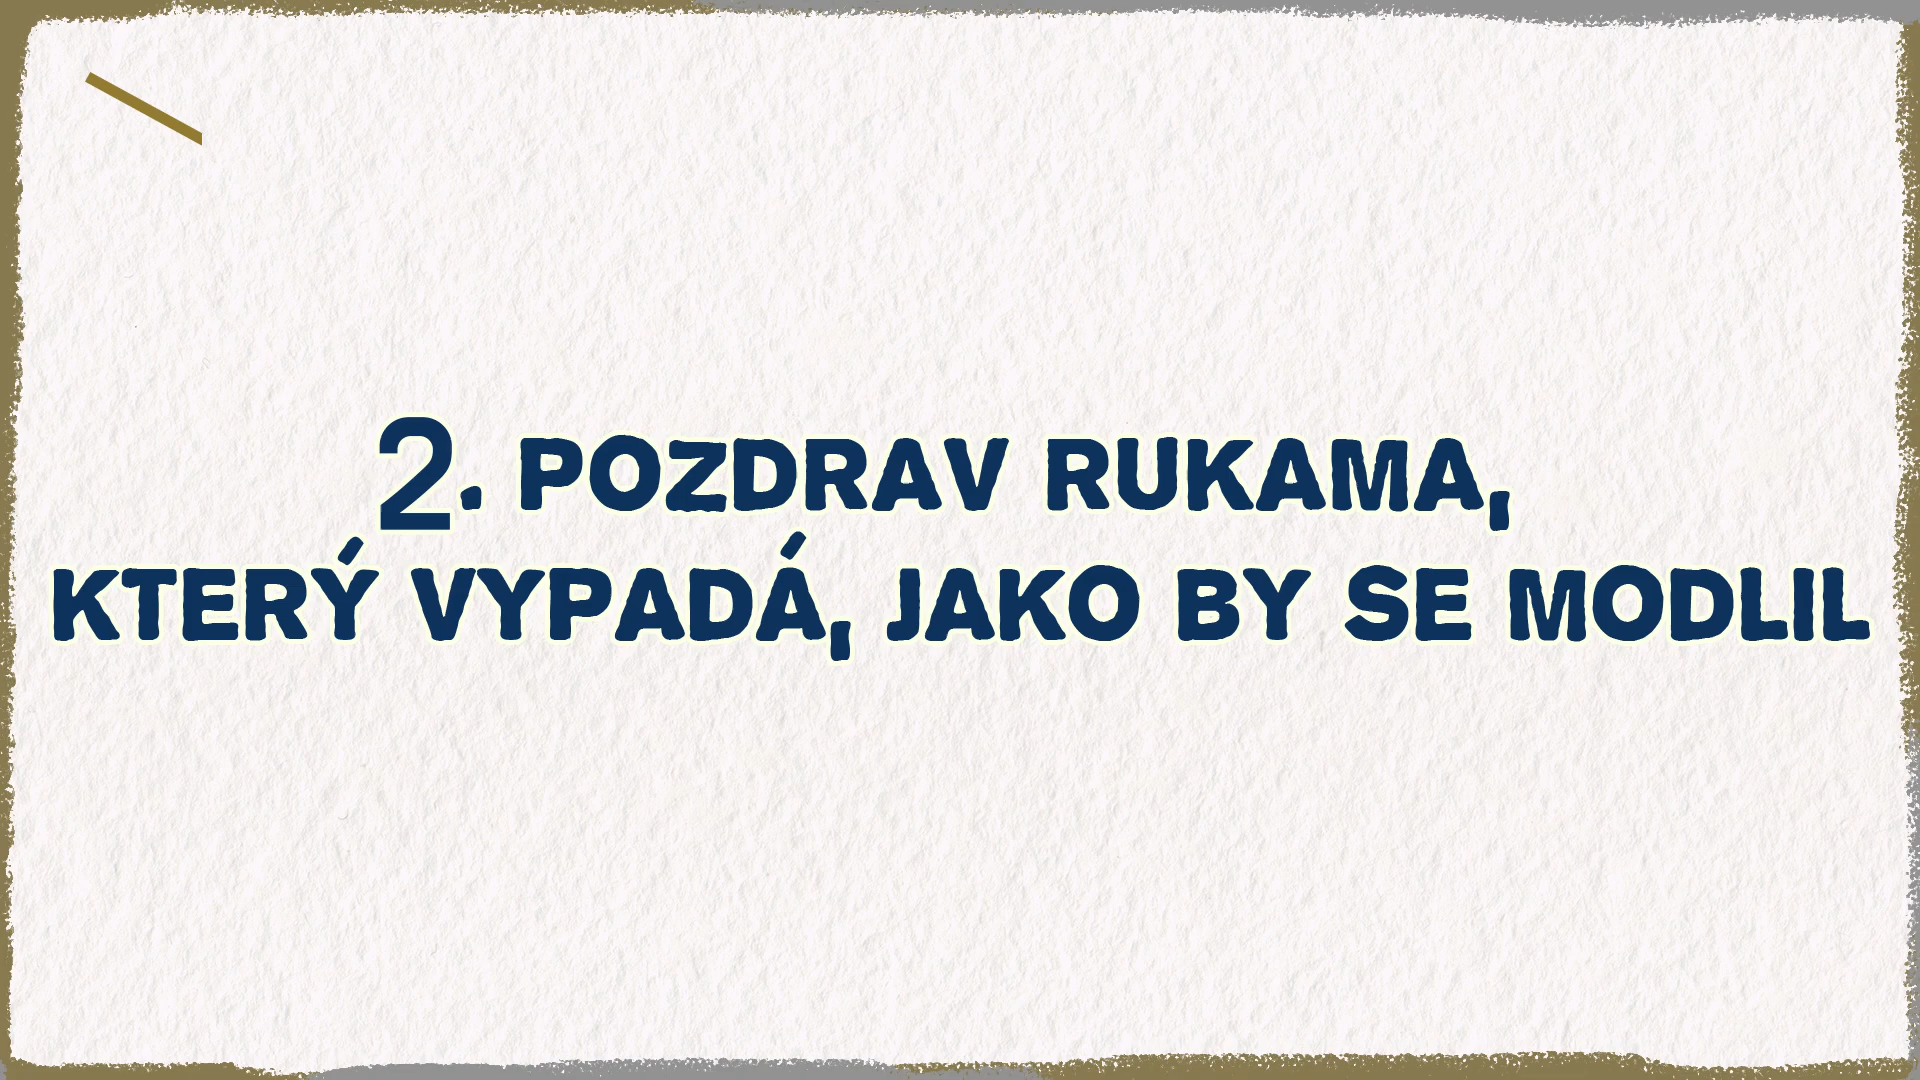 2. POZDRAV RUKAMA,
KTERÝ VYPADÁ, JAKO BY SE MODLIL